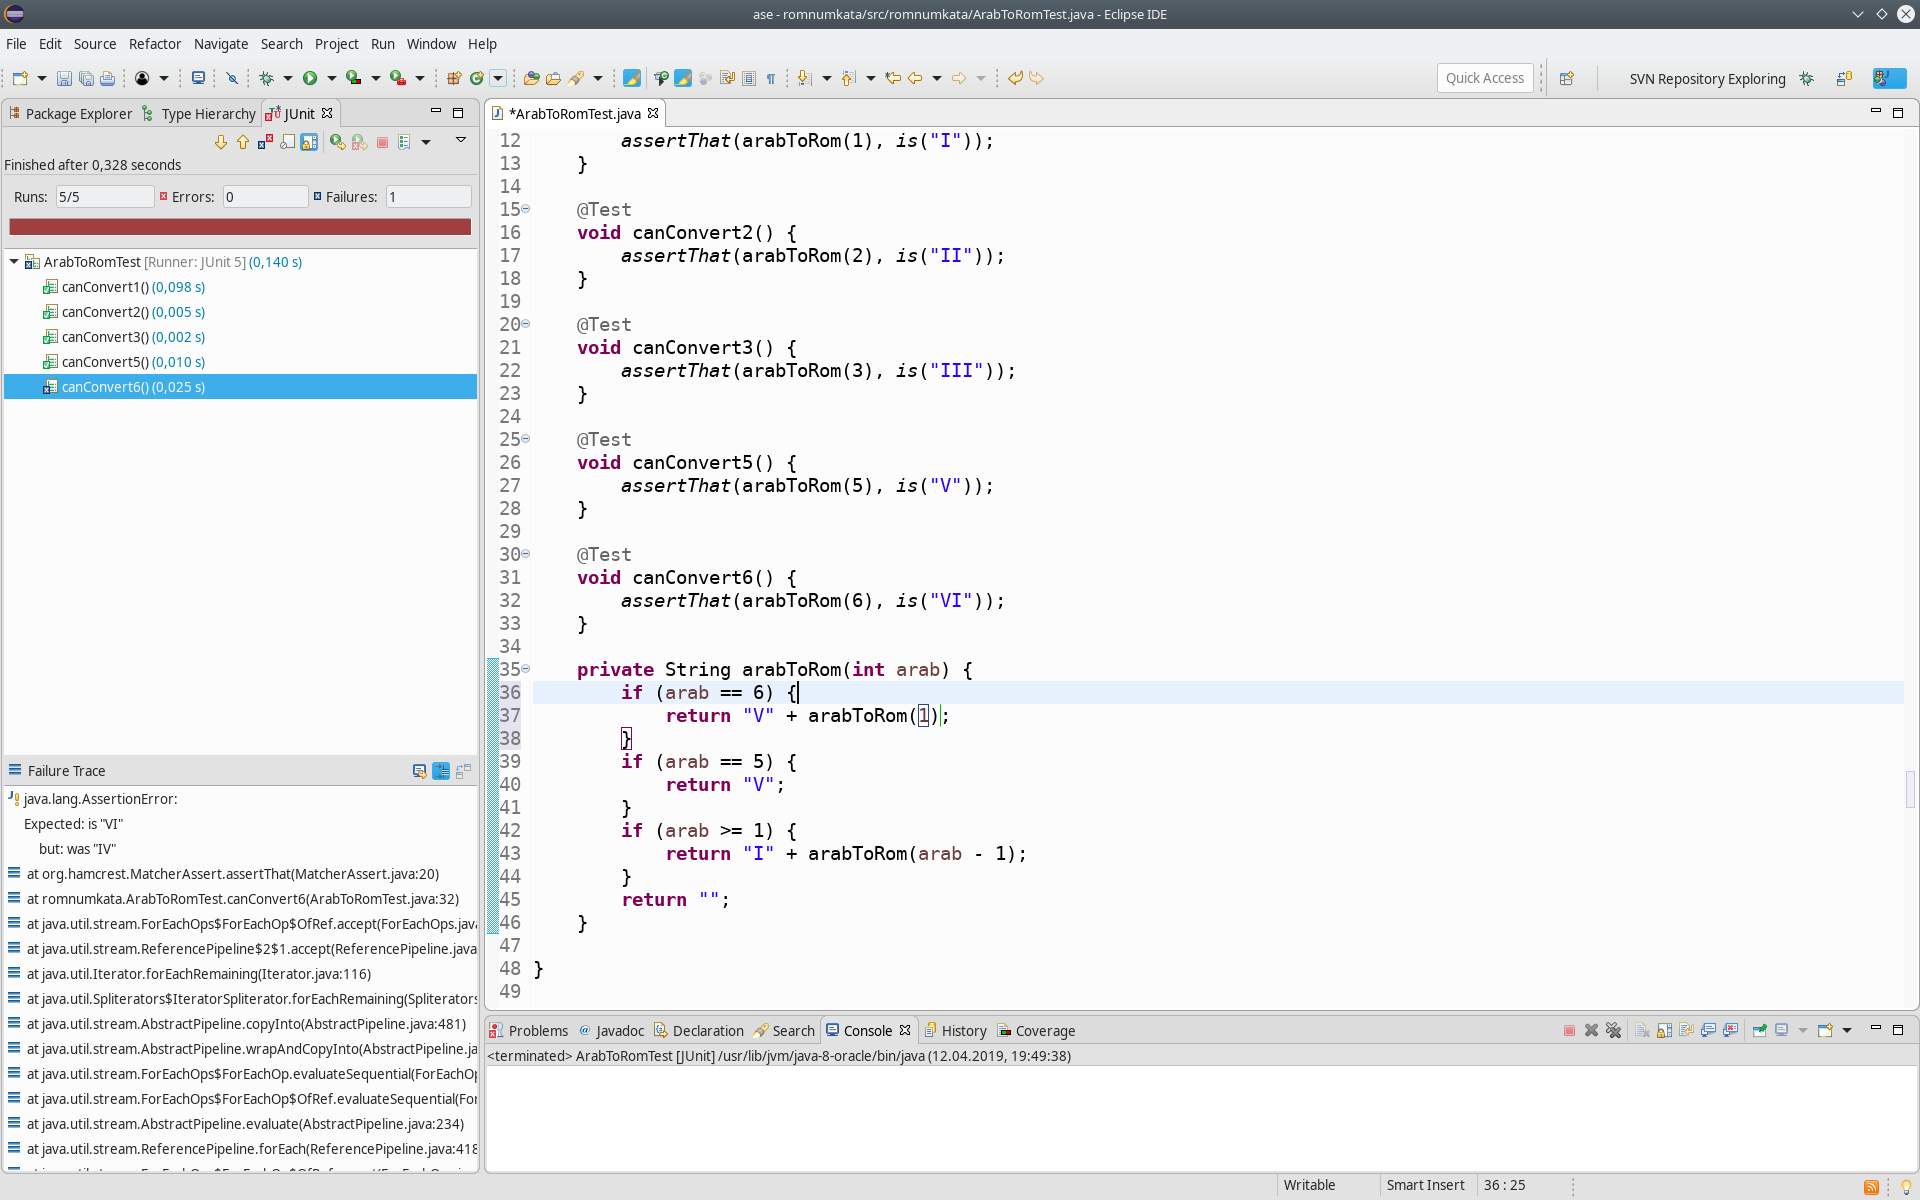 ase - romnumkata/src/romnumkata/ArabToRomTest.java - Eclipse IDE
File Edit Source Refactor Navigate Search Project Run Window Help
Quick Access
SVN Repository Exploring
Package Explorer Type Hierarchy JUnit
Finished after 0,328 seconds
Runs: 5/5 Errors: 0 Failures: 1
ArabToRomTest [Runner: JUnit 5] (0,140 s)
canConvert1() (0,098 s)
canConvert2() (0,005 s)
canConvert3() (0,002 s)
canConvert5() (0,010 s)
canConvert6() (0,025 s)
Failure Trace
java.lang.AssertionError:
Expected: is "VI"
but: was "IV"
at org.hamcrest.MatcherAssert.assertThat(MatcherAssert.java:20)
at romnumkata.ArabToRomTest.canConvert6(ArabToRomTest.java:32)
at java.util.stream.ForEachOps$ForEachOp$OfRef.accept(ForEachOps.java
at java.util.stream.ReferencePipeline$2$1.accept(ReferencePipeline.java
at java.util.Iterator.forEachRemaining(Iterator.java:116)
at java.util.Spliterators$IteratorSpliterator.forEachRemaining(Spliterators
at java.util.stream.AbstractPipeline.copyInto(AbstractPipeline.java:481)
at java.util.stream.AbstractPipeline.wrapAndCopyInto(AbstractPipeline.ja
at java.util.stream.ForEachOps$ForEachOp.evaluateSequential(ForEachOp
at java.util.stream.ForEachOps$ForEachOp$OfRef.evaluateSequential(For
at java.util.stream.AbstractPipeline.evaluate(AbstractPipeline.java:234)
at java.util.stream.ReferencePipeline.forEach(ReferencePipeline.java:418
*ArabToRomTest.java
12 assertThat(arabToRom(1), is("I"));
13 }
14
15 @Test
16 void canConvert2() {
17 assertThat(arabToRom(2), is("II"));
18 }
19
20 @Test
21 void canConvert3() {
22 assertThat(arabToRom(3), is("III"));
23 }
24
25 @Test
26 void canConvert5() {
27 assertThat(arabToRom(5), is("V"));
28 }
29
30 @Test
31 void canConvert6() {
32 assertThat(arabToRom(6), is("VI"));
33 }
34
35 private String arabToRom(int arab) {
36 if (arab == 6) {
37 return "V" + arabToRom(1);
38 }
39 if (arab == 5) {
40 return "V";
41 }
42 if (arab >= 1) {
43 return "I" + arabToRom(arab - 1);
44 }
45 return "";
46 }
47
48 }
49
Problems Javadoc Declaration Search Console History Coverage
<terminated> ArabToRomTest [JUnit] /usr/lib/jvm/java-8-oracle/bin/java (12.04.2019, 19:49:38)
Writable Smart Insert 36 : 25